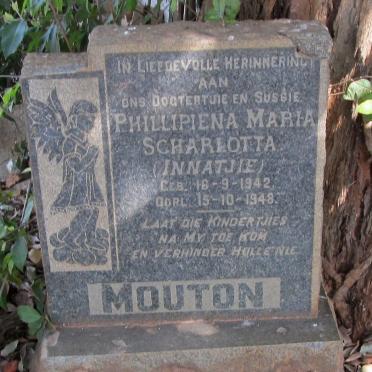 IN LIEFDEVOLLE HERINNERING
AAN
ONS DOGTERTJIE EN SUSSIE
PHILLIPIENA MARIA
SCHARLOTTA
(INNATJIE)
GEB. 16-9-1942.
OORL. 15-10-1948.
LAAT DIE KINDERTJIES
NA MY TOE KOM
EN VERHINDER HULLE NIE
MOUTON